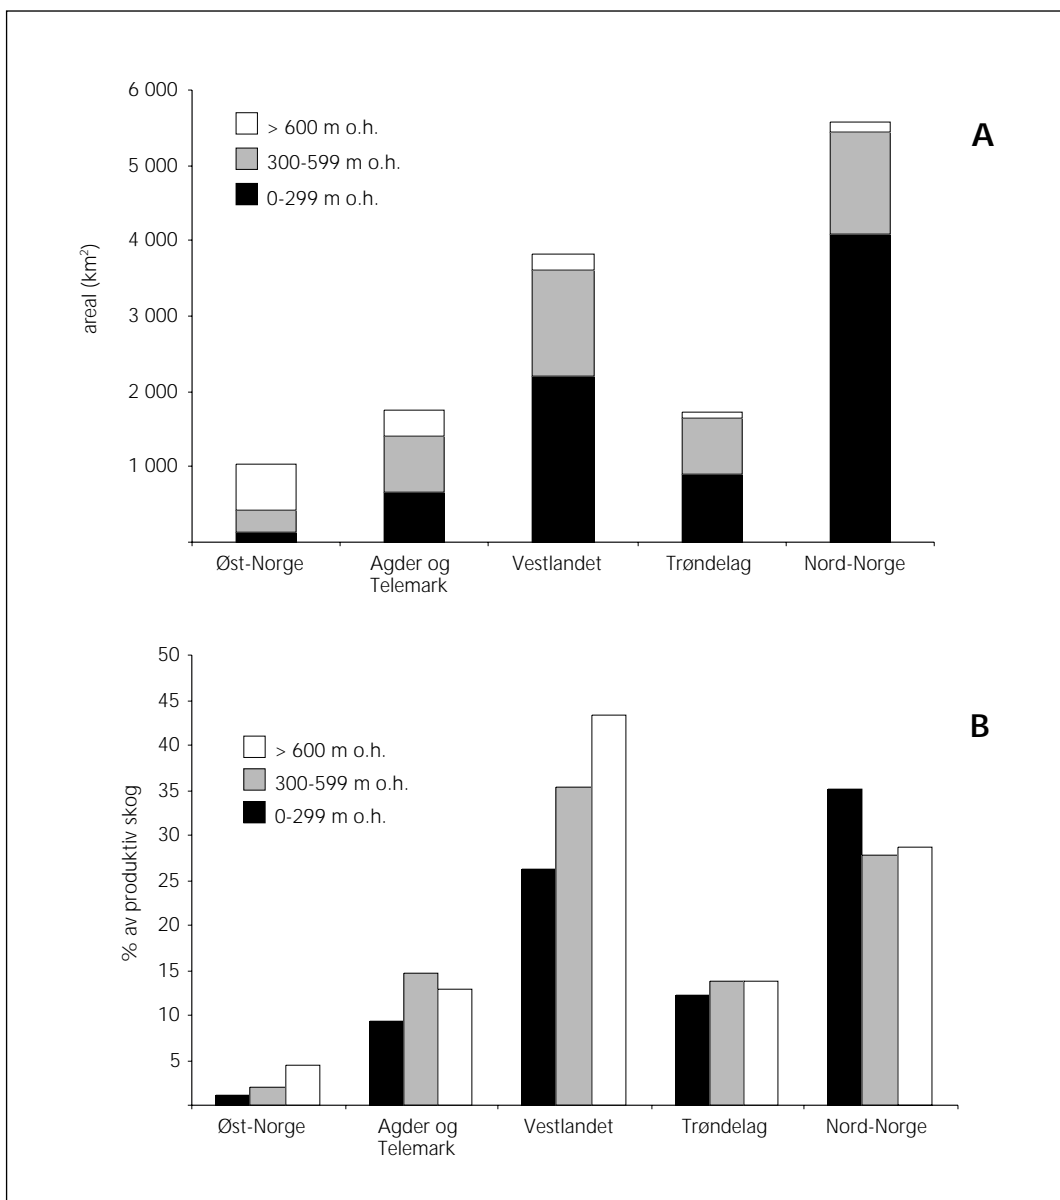 6 000
5 000
4 000
3 000
2 000
1 000
areal (km²)
> 600 m o.h.
300-599 m o.h.
0-299 m o.h.
A
Øst-Norge
Agder og
Telemark
Vestlandet
Trøndelag
Nord-Norge
50
45
40
35
30
25
20
15
10
5
% av produktiv skog
> 600 m o.h.
300-599 m o.h.
0-299 m o.h.
B
Øst-Norge
Agder og
Telemark
Vestlandet
Trøndelag
Nord-Norge